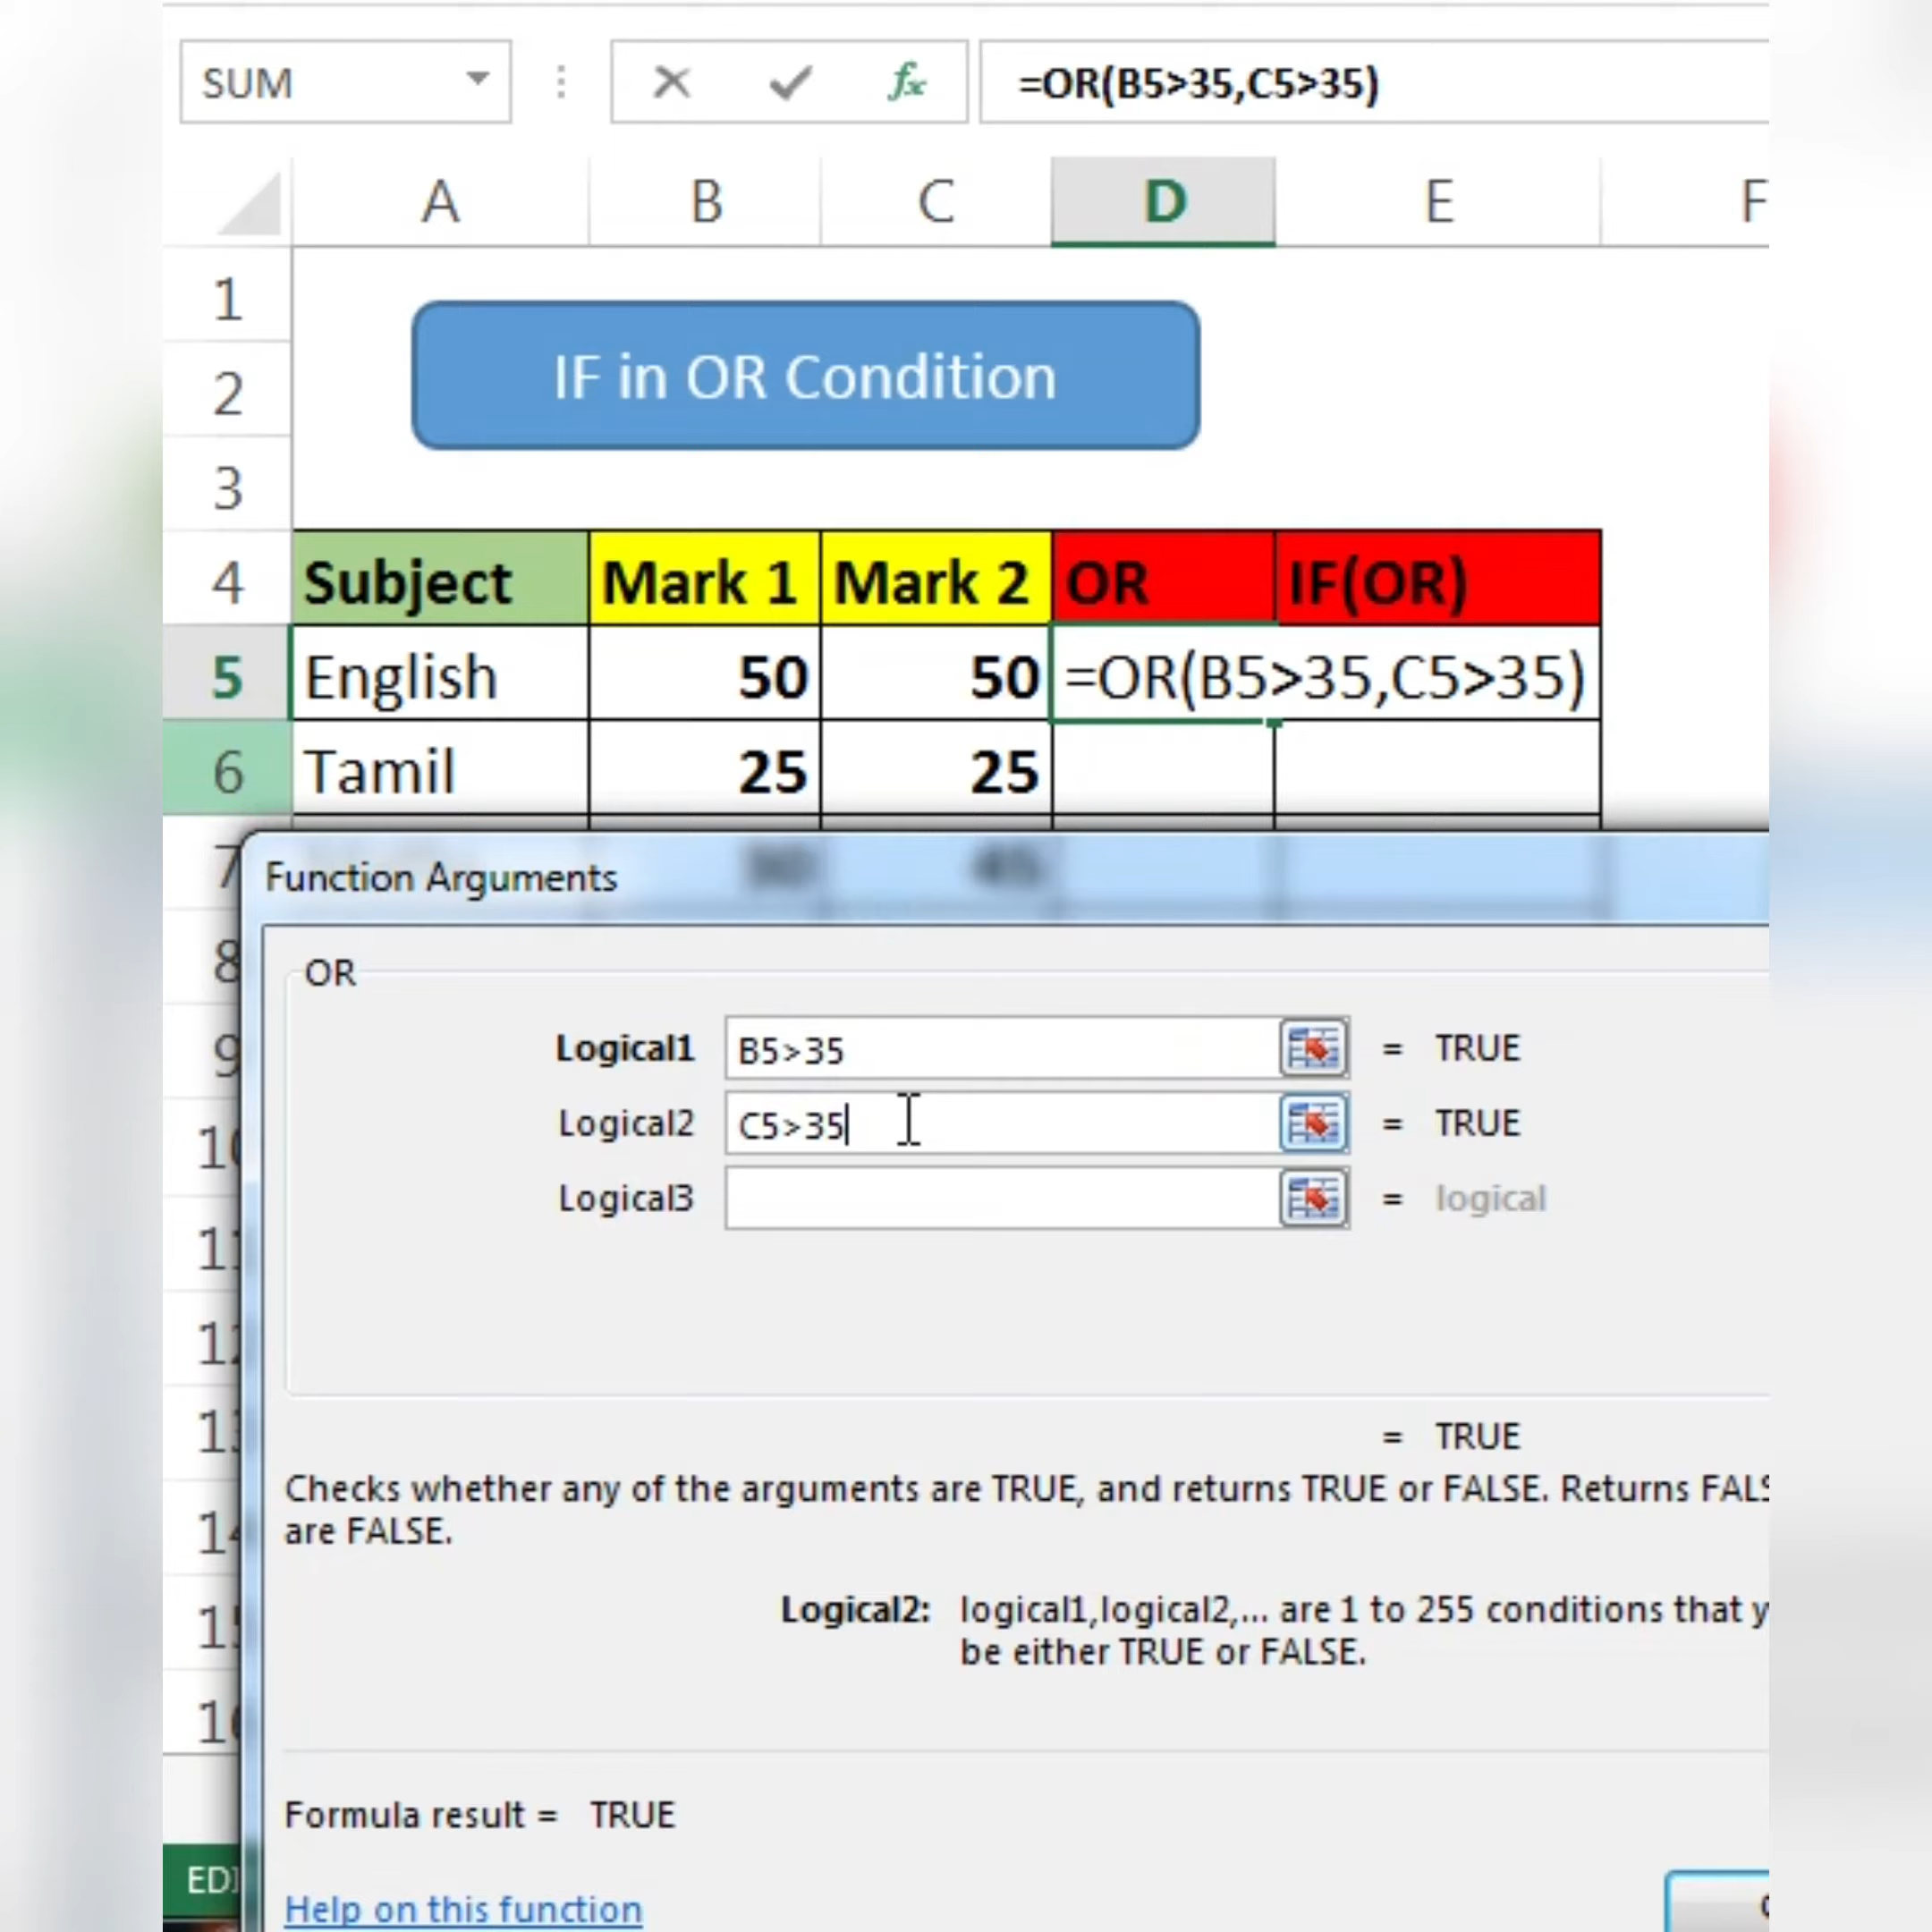 SUM fx =OR(B5>35,C5>35)
A B C D E F
1
IF in OR Condition
2
3
4 Subject Mark 1 Mark 2 OR IF(OR)
5 English 50 50 =OR(B5>35,C5>35)
6 Tamil 25 25
7
Function Arguments
8 OR
9 Logical1 B5>35 = TRUE
Logical2 C5>35 = TRUE
Logical3 = logical
= TRUE
Checks whether any of the arguments are TRUE, and returns TRUE or FALSE. Returns
are FALSE.
Logical2: logical1,logical2,... are 1 to 255 conditions that
be either TRUE or FALSE.
Formula result = TRUE
Help on this function